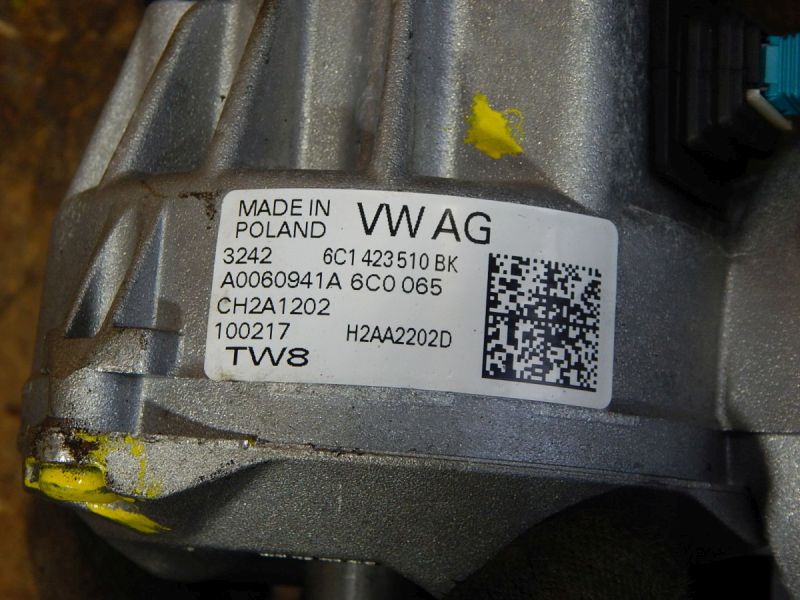 MADE IN
POLAND
VW AG
3242 6C1 423 510 BK
A0060941A 6C0 065
CH2A1202
100217 H2AA2202D
TW8